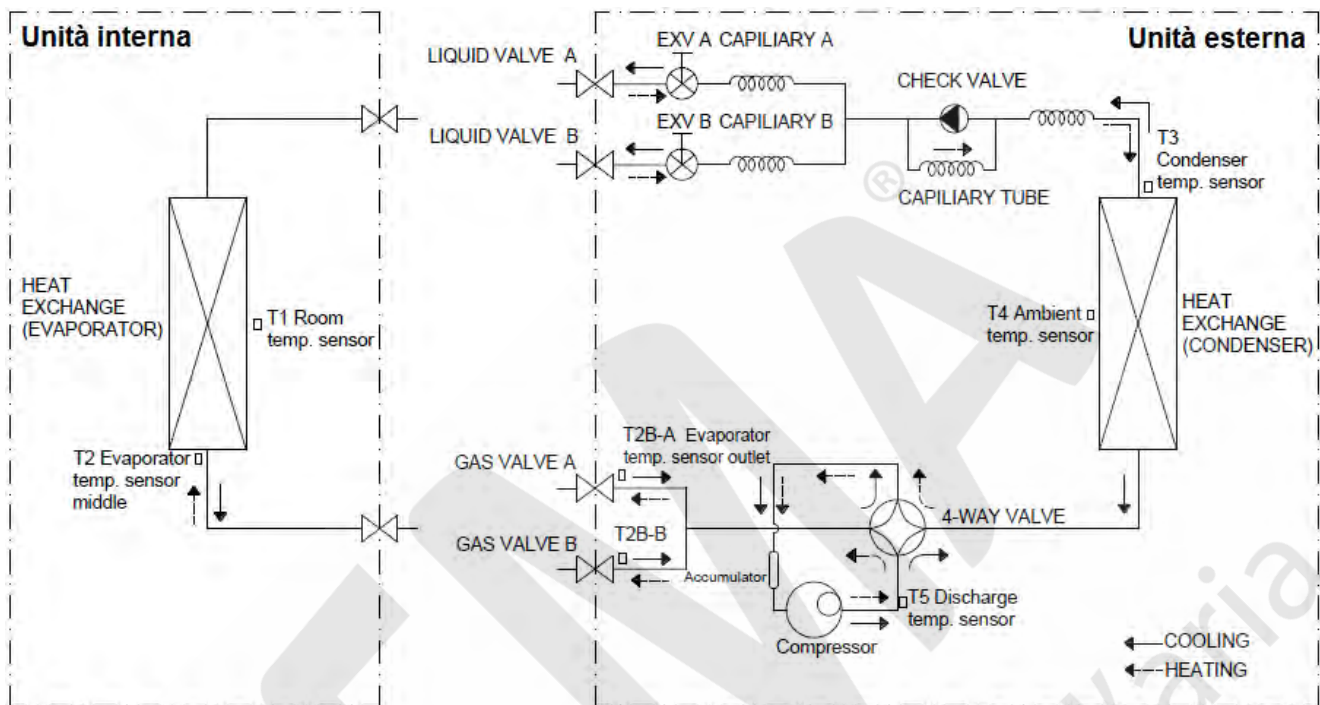 Unità interna
Unità esterna
LIQUID VALVE A
EXV A CAPILIARY A
CHECK VALVE
LIQUID VALVE B
EXV B CAPILIARY B
T3
Condenser
temp. sensor
®
CAPILIARY TUBE
HEAT
EXCHANGE
(EVAPORATOR)
T1 Room
temp. sensor
T4 Ambient
temp. sensor
HEAT
EXCHANGE
(CONDENSER)
T2 Evaporator
temp. sensor
middle
GAS VALVE A
T2B-A Evaporator
temp. sensor outlet
4-WAY VALVE
GAS VALVE B
T2B-B
Accumulator
T5 Discharge
temp. sensor
Compressor
COOLING
HEATING